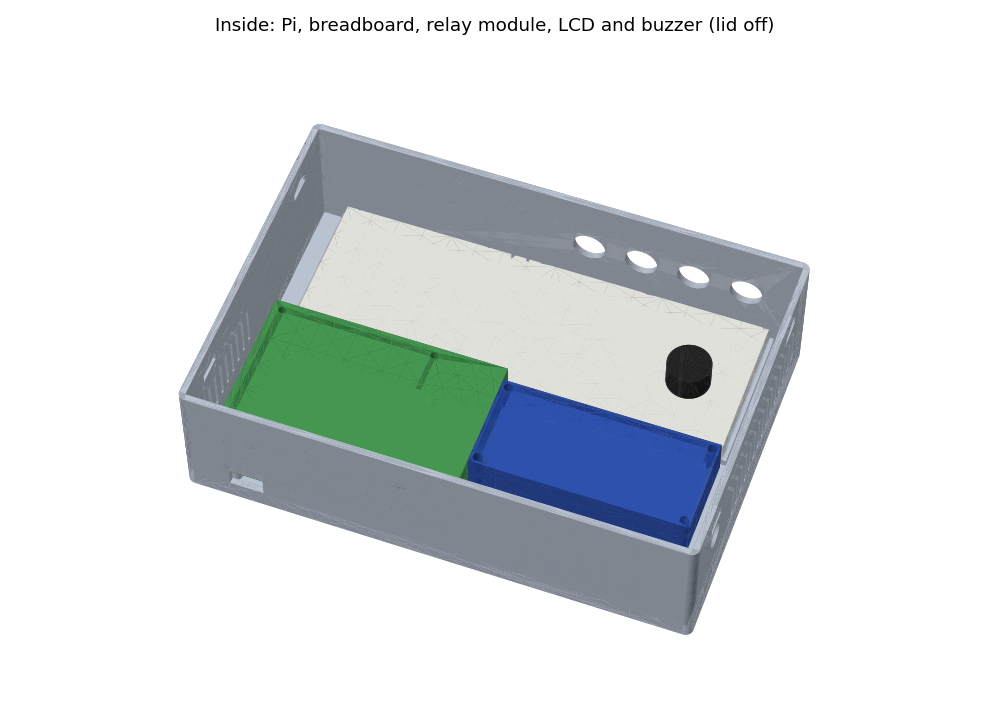 Inside: Pi, breadboard, relay module, LCD and buzzer (lid off)